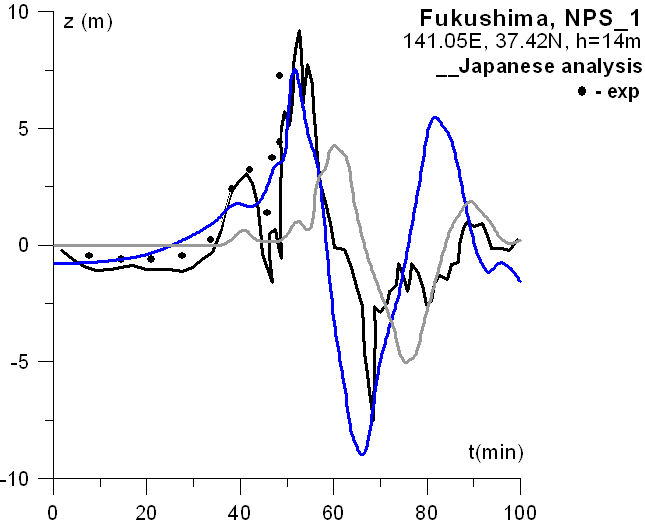 10
z (m)
Fukushima, NPS_1
141.05E, 37.42N, h=14m
__Japanese analysis
- exp
5
0
-5
t(min)
-10
0 20 40 60 80 100